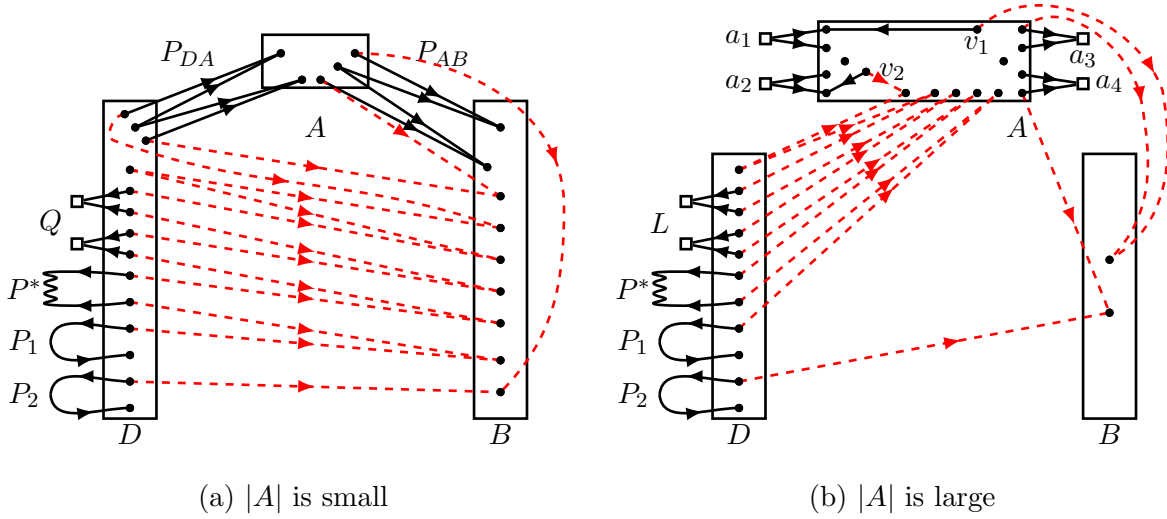 P_{DA} P_{AB}
A
Q
P*
P_1
P_2
D B
(a) |A| is small
a_1 v_1 a_3
a_2 v_2 a_4
A
L
P*
P_1
P_2
D B
(b) |A| is large